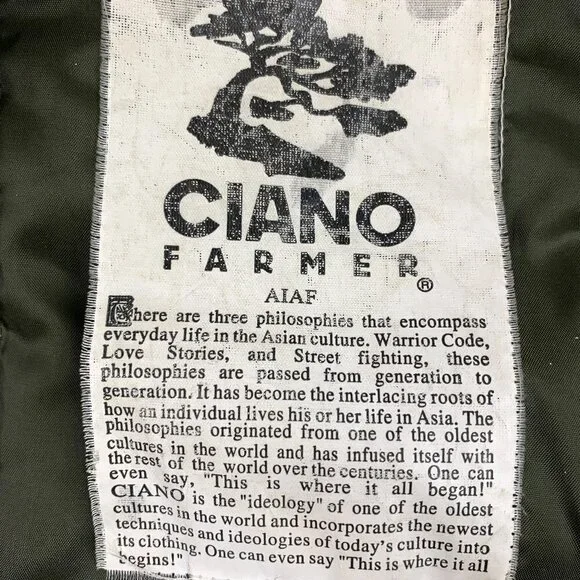 CIANO
FARMER®
AIAF
There are three philosophies that encompass
everyday life in the Asian culture. Warrior Code,
Love Stories, and Street fighting, these
philosophies are passed from generation to
generation. It has become the interlacing roots of
how an individual lives his or her life in Asia. The
philosophies originated from one of the oldest
cultures in the world and has infused itself with
the rest of the world over the centuries. One can
even say, "This is where it all began!"
CIANO is the "ideology" of one of the oldest
cultures in the world and incorporates the newest
techniques and ideologies of today's culture into
its clothing. One can even say "This is where it all
begins!"